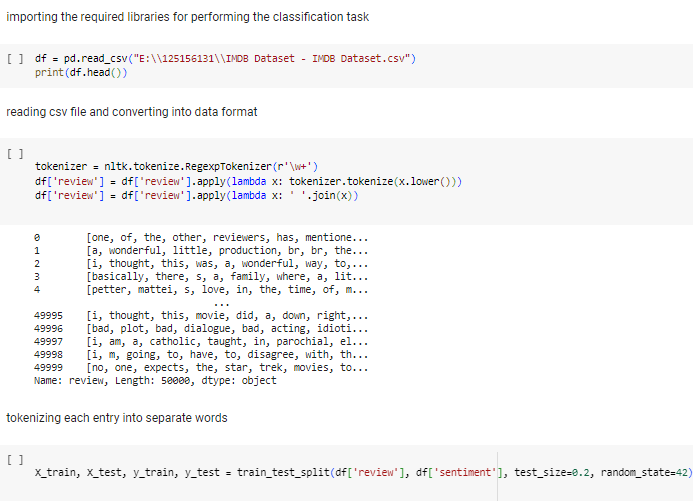 importing the required libraries for performing the classification task
[ ] df = pd.read_csv("E:\\125156131\\IMDB Dataset - IMDB Dataset.csv")
print(df.head())
reading csv file and converting into data format
[ ]
tokenizer = nltk.tokenize.RegexpTokenizer(r'\w+')
df['review'] = df['review'].apply(lambda x: tokenizer.tokenize(x.lower()))
df['review'] = df['review'].apply(lambda x: ' '.join(x))
0 [one, of, the, other, reviewers, has, mentione...
1 [a, wonderful, little, production, br, br, the...
2 [i, thought, this, was, a, wonderful, way, to,...
3 [basically, there, s, a, family, where, a, lit...
4 [petter, mattei, s, love, in, the, time, of, m...
...
49995 [i, thought, this, movie, did, a, down, right,...
49996 [bad, plot, bad, dialogue, bad, acting, idioti...
49997 [i, am, a, catholic, taught, in, parochial, el...
49998 [i, m, going, to, have, to, disagree, with, th...
49999 [no, one, expects, the, star, trek, movies, to...
Name: review, Length: 50000, dtype: object
tokenizing each entry into separate words
[ ]
X_train, X_test, y_train, y_test = train_test_split(df['review'], df['sentiment'], test_size=0.2, random_state=42)